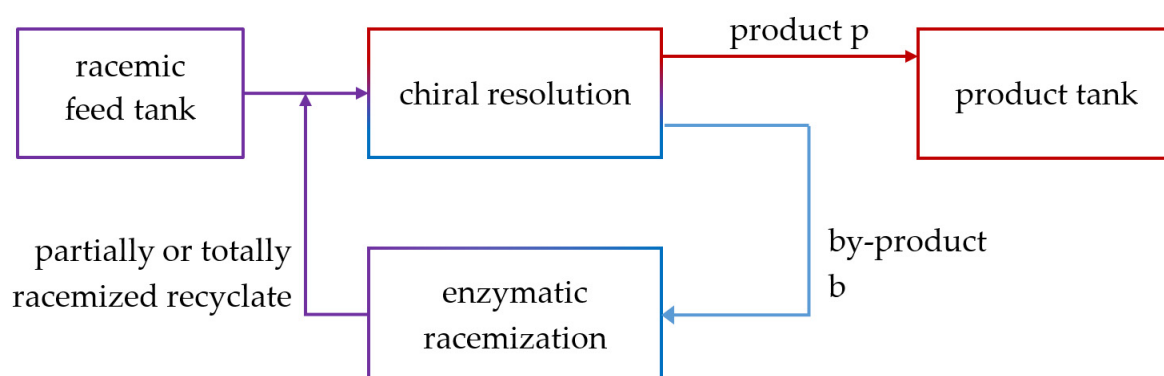 racemic
feed tank
chiral resolution
product p
product tank
partially or totally
racemized recyclate
enzymatic
racemization
by-product
b